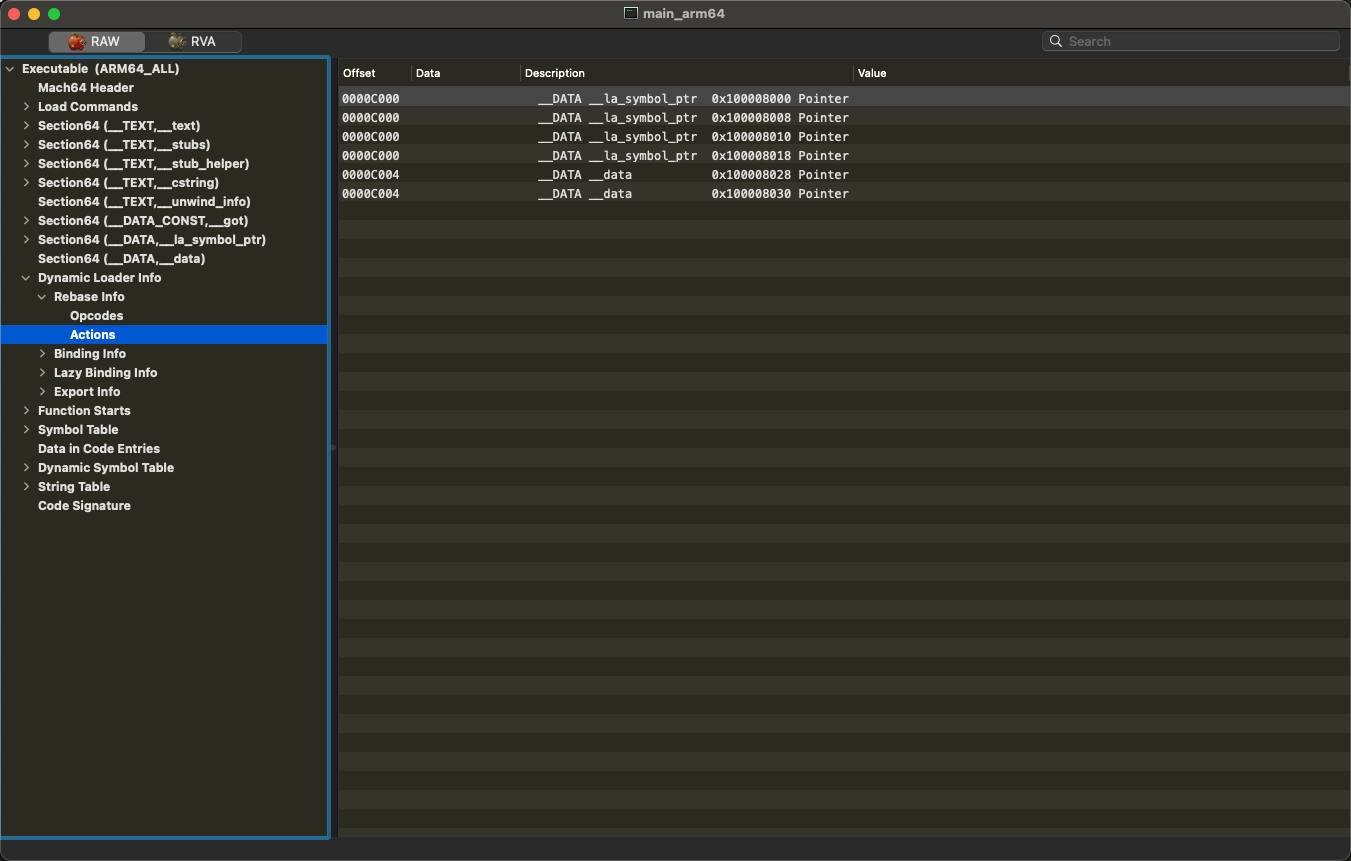 main_arm64
RAW RVA Search
Executable (ARM64_ALL)
Mach64 Header
Load Commands
Section64 (__TEXT,__text)
Section64 (__TEXT,__stubs)
Section64 (__TEXT,__stub_helper)
Section64 (__TEXT,__cstring)
Section64 (__TEXT,__unwind_info)
Section64 (__DATA_CONST,__got)
Section64 (__DATA,__la_symbol_ptr)
Section64 (__DATA,__data)
Dynamic Loader Info
Rebase Info
Opcodes
Actions
Binding Info
Lazy Binding Info
Export Info
Function Starts
Symbol Table
Data in Code Entries
Dynamic Symbol Table
String Table
Code Signature
Offset Data Description Value
0000C000 __DATA __la_symbol_ptr 0x100008000 Pointer
0000C000 __DATA __la_symbol_ptr 0x100008008 Pointer
0000C000 __DATA __la_symbol_ptr 0x100008010 Pointer
0000C000 __DATA __la_symbol_ptr 0x100008018 Pointer
0000C004 __DATA __data 0x100008028 Pointer
0000C004 __DATA __data 0x100008030 Pointer